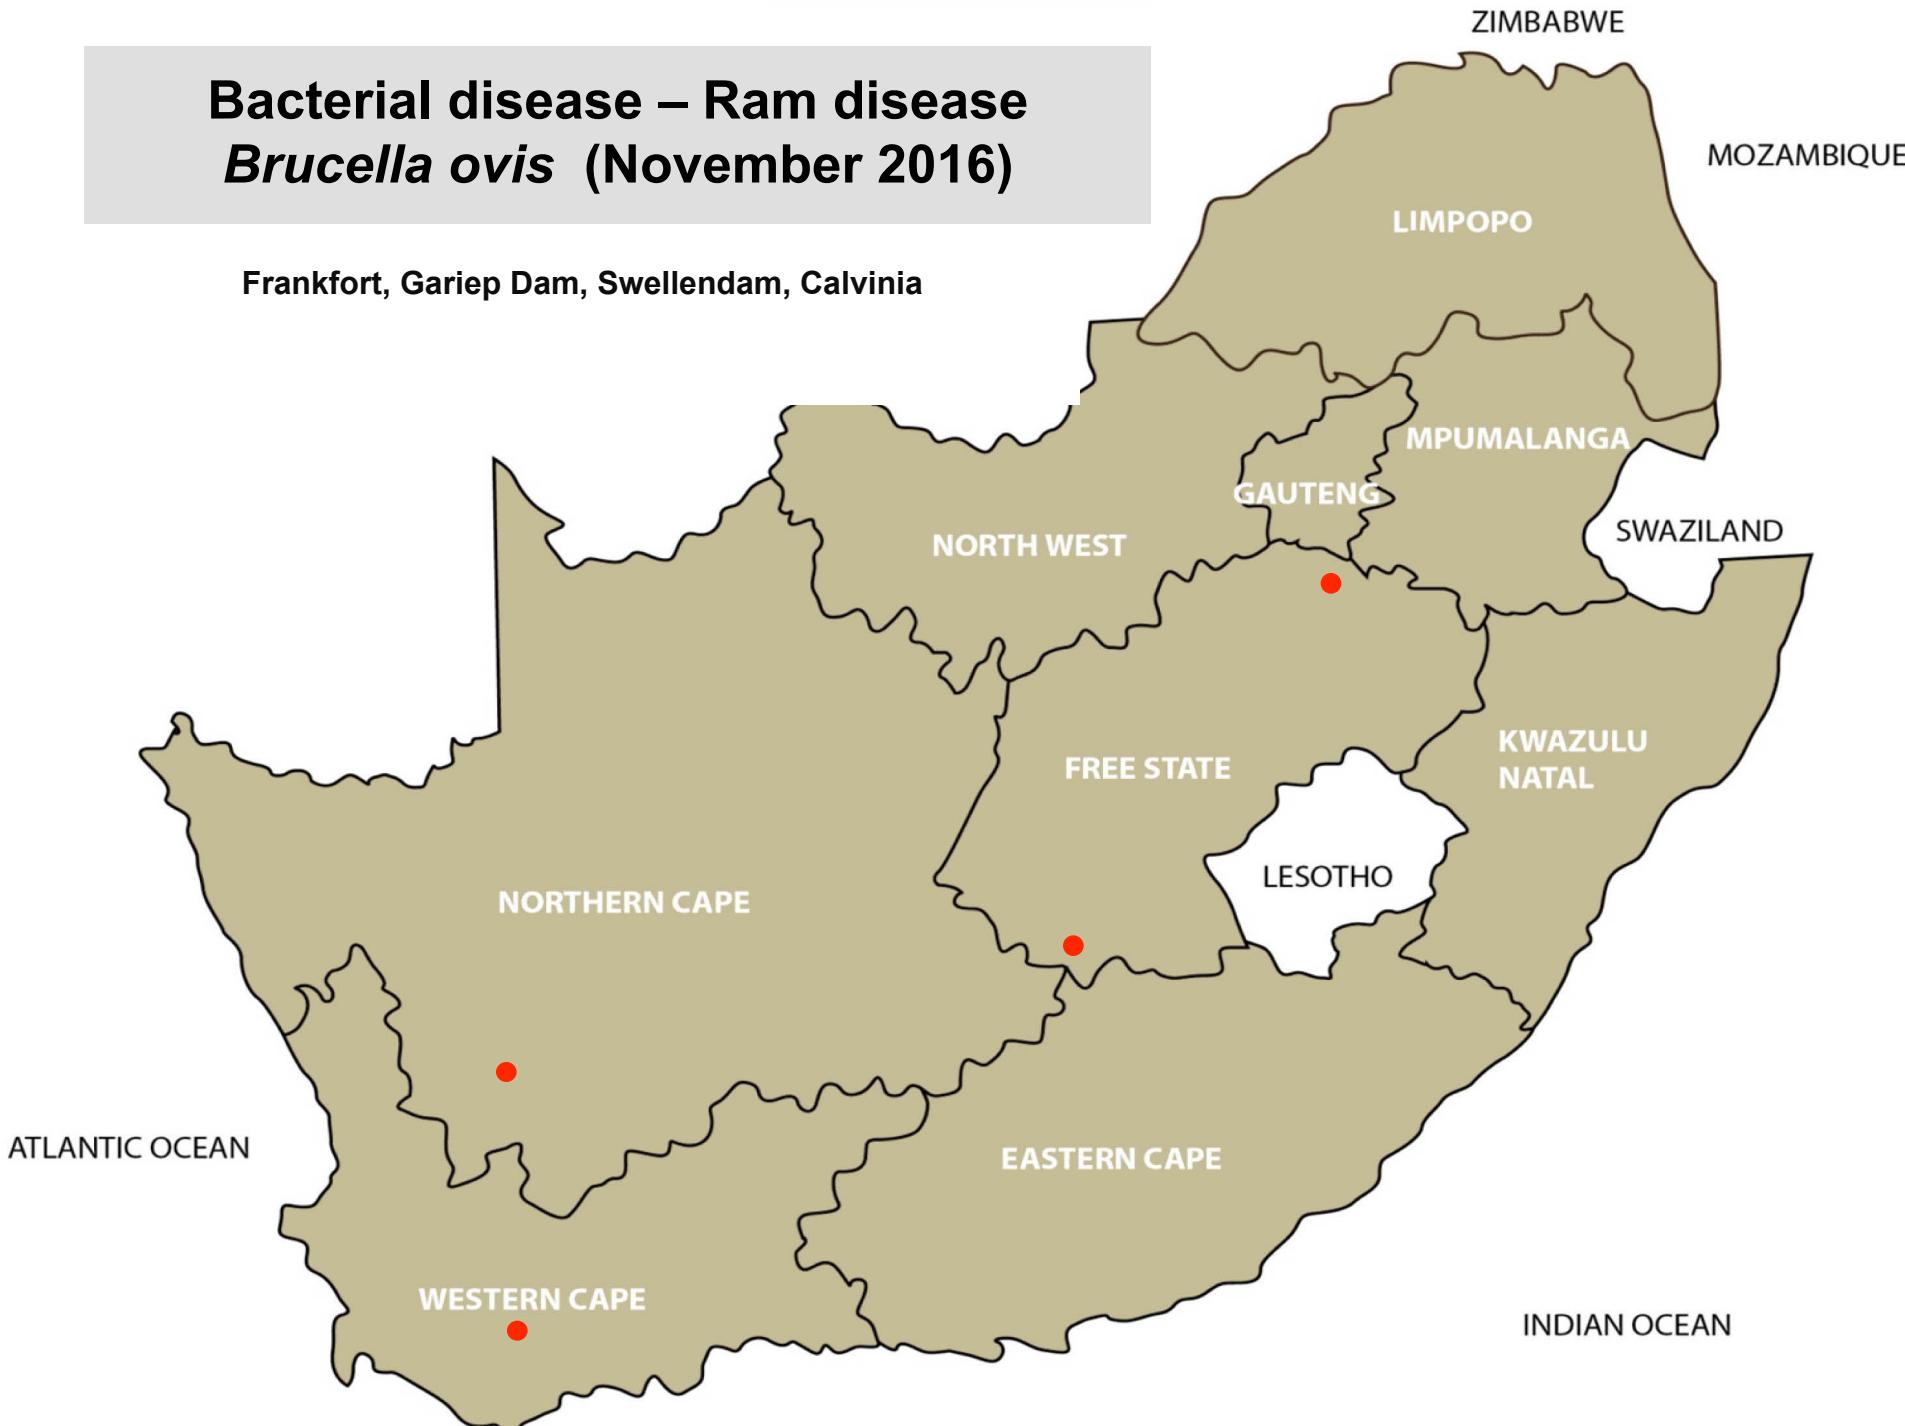 ZIMBABWE
Bacterial disease – Ram disease
Brucella ovis (November 2016)
MOZAMBIQUE
LIMPOPO
Frankfort, Gariep Dam, Swellendam, Calvinia
MPUMALANGA
GAUTENG
SWAZILAND
NORTH WEST
FREE STATE
KWAZULU
NATAL
LESOTHO
NORTHERN CAPE
ATLANTIC OCEAN
EASTERN CAPE
WESTERN CAPE
INDIAN OCEAN